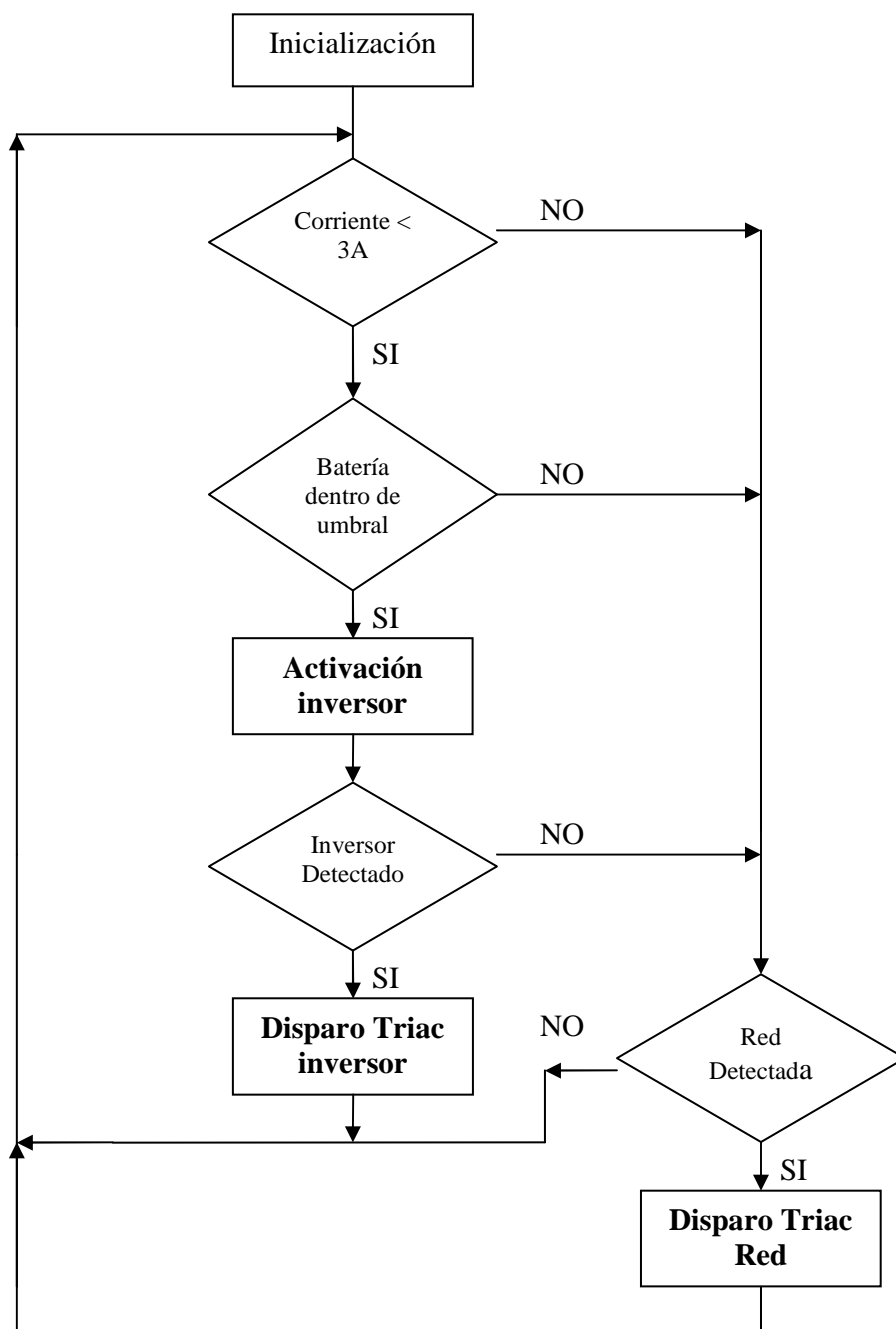 Inicialización
Corriente <
3A
NO
SI
Batería
dentro de
umbral
NO
SI
Activación
inversor
Inversor
Detectado
NO
SI
Disparo Triac
inversor
NO
Red
Detectada
SI
Disparo Triac
Red